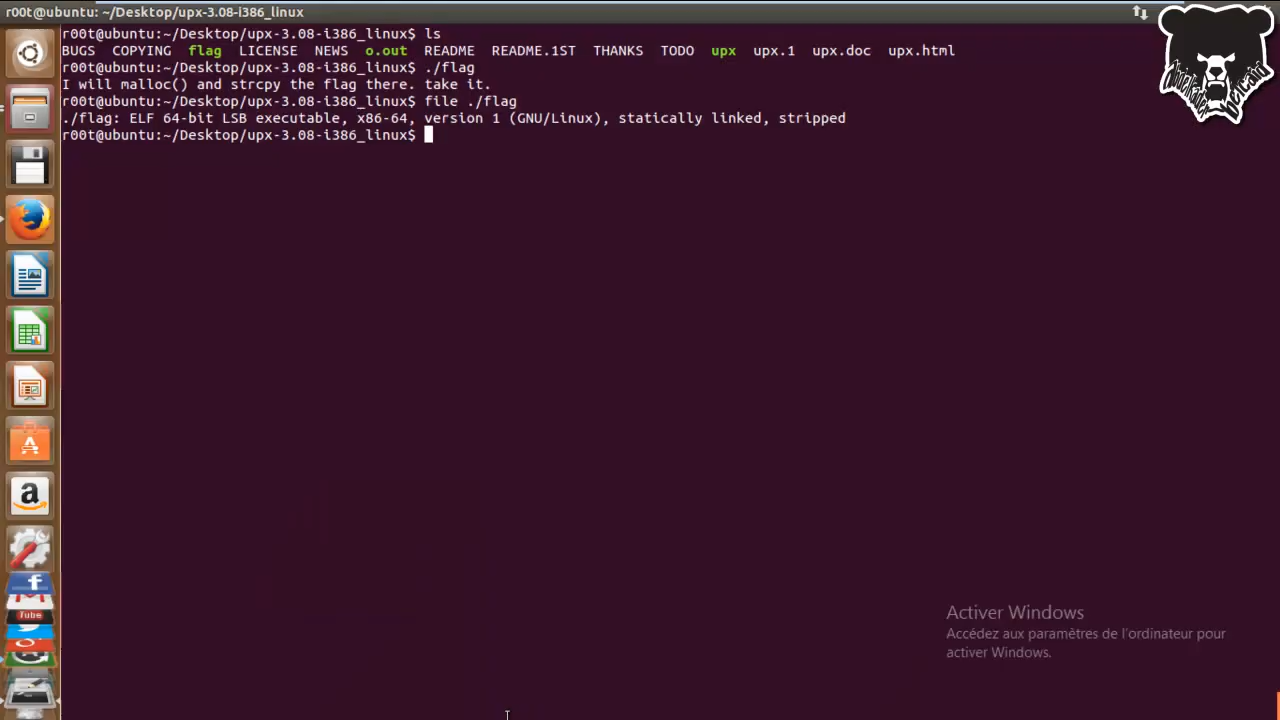 r00t@ubuntu: ~/Desktop/upx-3.08-i386_linux
r00t@ubuntu:~/Desktop/upx-3.08-i386_linux$ ls
BUGS COPYING flag LICENSE NEWS o.out README README.1ST THANKS TODO upx upx.1 upx.doc upx.html
r00t@ubuntu:~/Desktop/upx-3.08-i386_linux$ ./flag
I will malloc() and strcpy the flag there. take it.
r00t@ubuntu:~/Desktop/upx-3.08-i386_linux$ file ./flag
./flag: ELF 64-bit LSB executable, x86-64, version 1 (GNU/Linux), statically linked, stripped
r00t@ubuntu:~/Desktop/upx-3.08-i386_linux$
Tube
Activer Windows
Accédez aux paramètres de l'ordinateur pour
activer Windows.